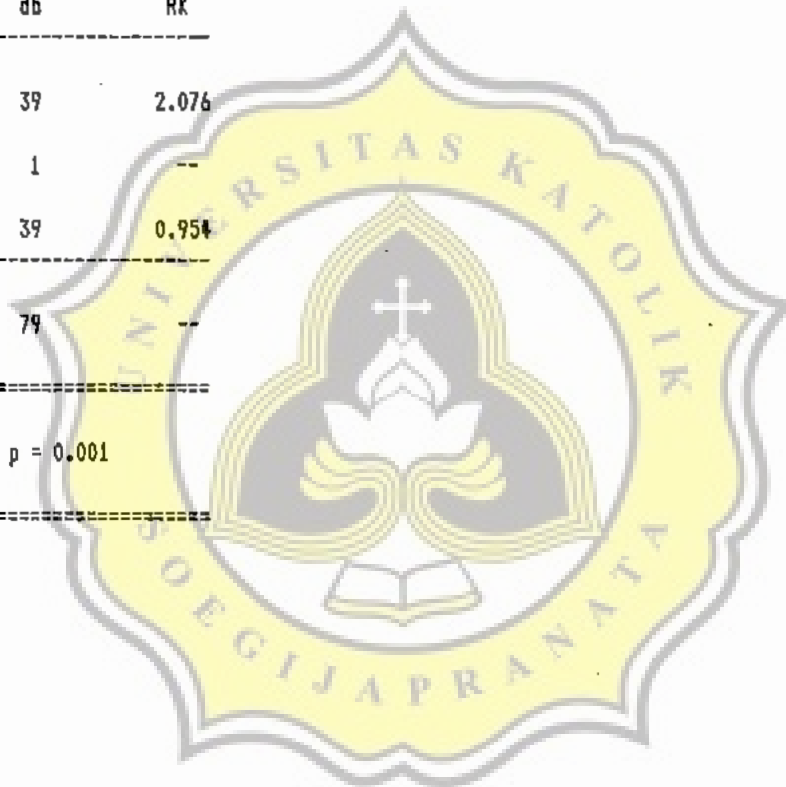 db RK
39 2.076
1 --
39 0.954
79 --
p = 0.001
UNIVERSITAS KATOLIK
SOEGIJAPRANATA